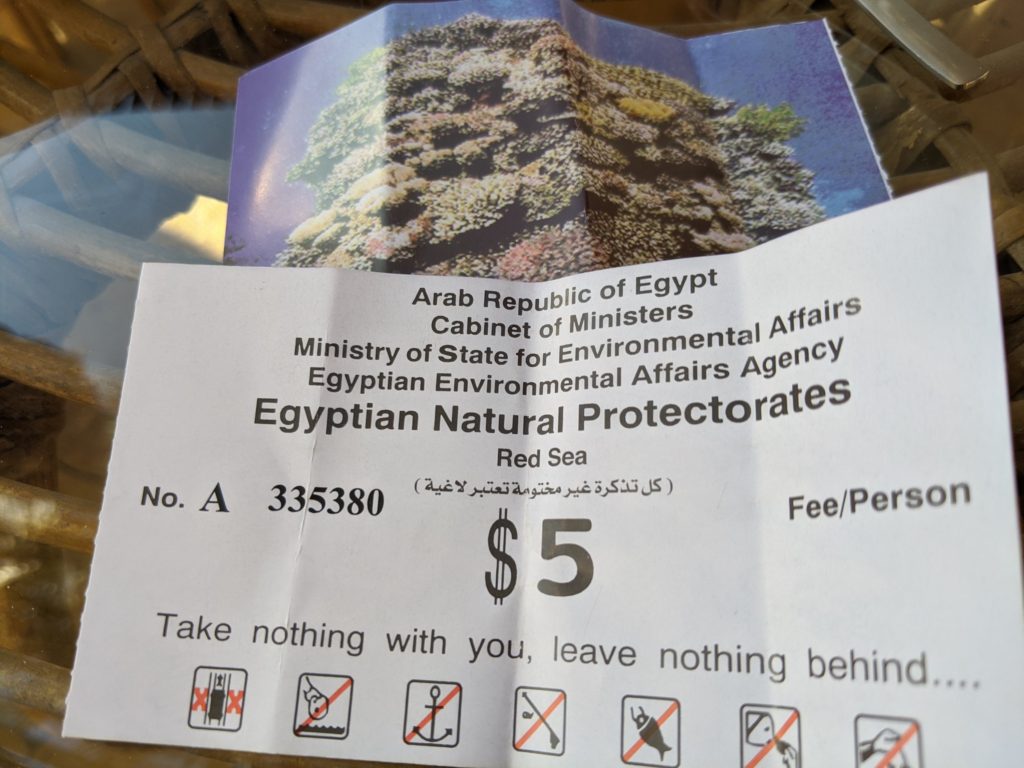 Arab Republic of Egypt
Cabinet of Ministers
Ministry of State for Environmental Affairs
Egyptian Environmental Affairs Agency
Egyptian Natural Protectorates
Red Sea
(كل تذكرة غير مختومة تعتبر لاغية)
No. A 335380
Fee/Person
$5
Take nothing with you, leave nothing behind....